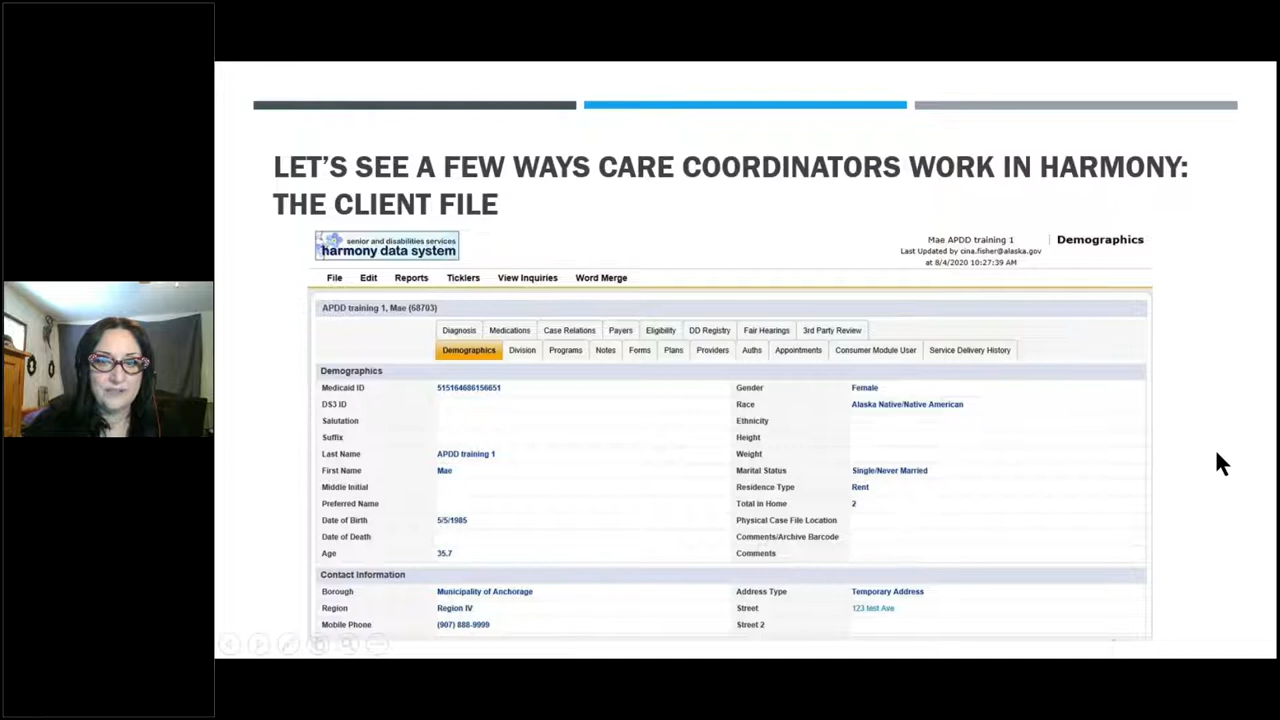 LET'S SEE A FEW WAYS CARE COORDINATORS WORK IN HARMONY:
THE CLIENT FILE
senior and disabilities services
harmony data system
Mae APDD training 1
Last Updated by cina.fisher@alaska.gov
at 8/4/2020 10:27:39 AM
Demographics
File Edit Reports Ticklers View Inquiries Word Merge
APDD training 1, Mae (58703)
Diagnosis Medications Case Relations Payers Eligibility DD Registry Fair Hearings 3rd Party Review
Demographics Division Programs Notes Forms Plans Providers Auths Appointments Consumer Module User Service Delivery History
Demographics
Medicaid ID 515164686156651 Gender Female
DS3 ID Race Alaska Native/Native American
Salutation Ethnicity
Suffix Height
Last Name APDD training 1 Weight
First Name Mae Marital Status Single/Never Married
Middle Initial Residence Type Rent
Preferred Name Total in Home 2
Date of Birth 5/5/1985 Physical Case File Location
Date of Death Comments/Archive Barcode
Age 35.7 Comments
Contact Information
Borough Municipality of Anchorage Address Type Temporary Address
Region Region IV Street 123 test Ave
Mobile Phone (907) 888-9999 Street 2